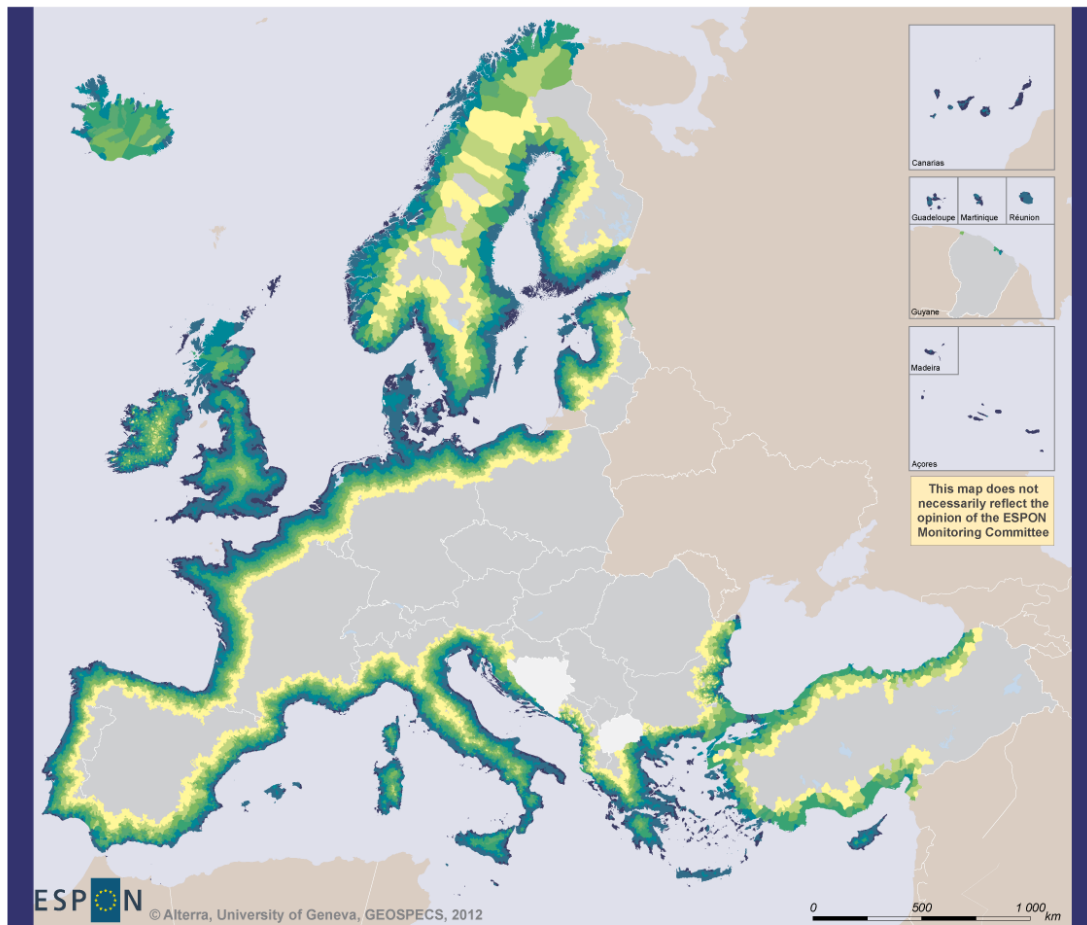 Canarias
Guadeloupe
Martinique
Réunion
Guyane
Madeira
Açores
This map does not
necessarily reflect the
opinion of the ESPON
Monitoring Committee
ESPON
© Alterra, University of Geneva, GEOSPECS, 2012
0 500 1 000
km